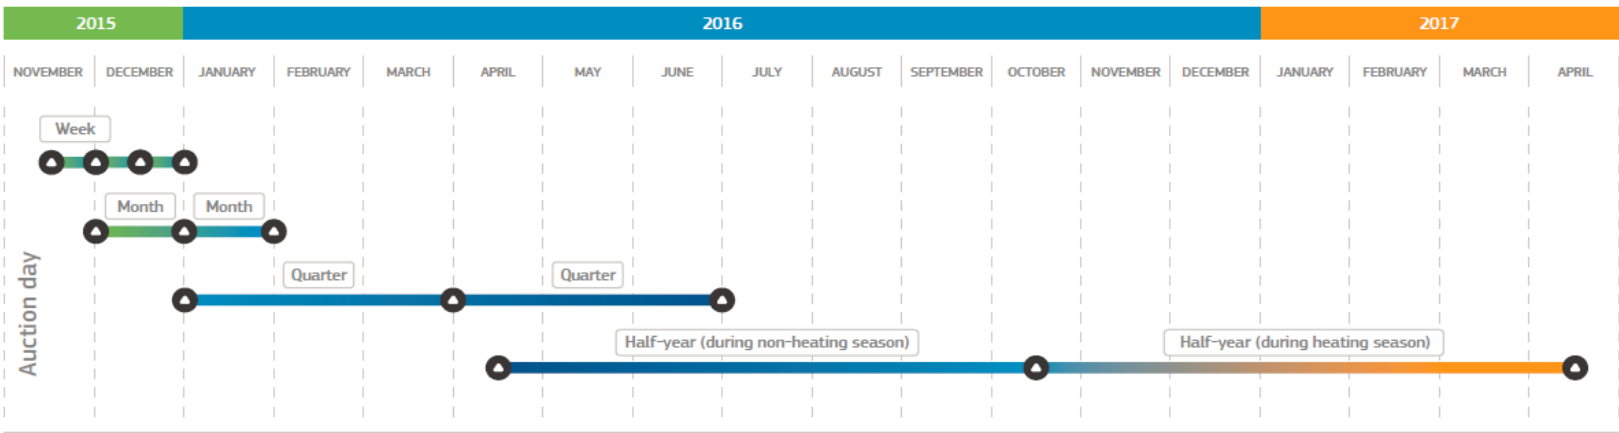 2015 2016 2017
NOVEMBER DECEMBER JANUARY FEBRUARY MARCH APRIL MAY JUNE JULY AUGUST SEPTEMBER OCTOBER NOVEMBER DECEMBER JANUARY FEBRUARY MARCH APRIL
Week
Month Month
Quarter Quarter
Half-year (during non-heating season) Half-year (during heating season)
Auction day